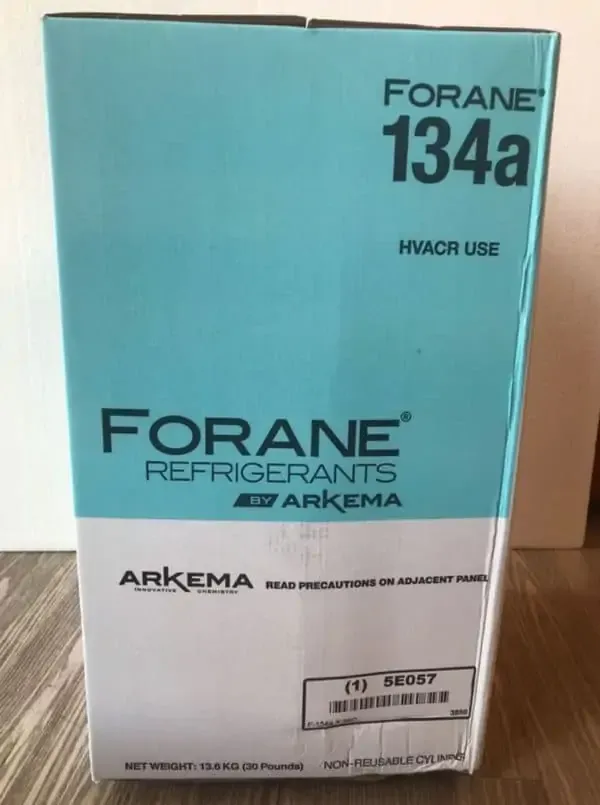 FORANE®
134a
HVACR USE
FORANE®
REFRIGERANTS
BY ARKEMA
ARKEMA
INNOVATIVE CHEMISTRY
READ PRECAUTIONS ON ADJACENT PANEL
(1) 5E057
NET WEIGHT: 13.6 KG (30 Pounds)
NON-REUSABLE CYLINDER